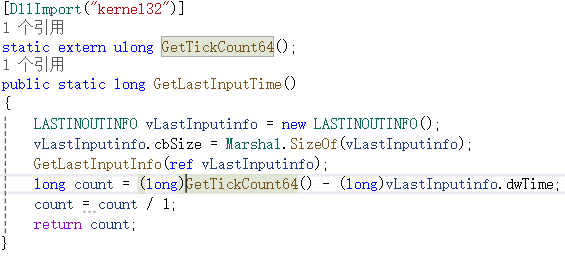 [DllImport("kernel32")]
1 个引用
static extern ulong GetTickCount64();
1 个引用
public static long GetLastInputTime()
{
LASTINOUTINFO vLastInputinfo = new LASTINOUTINFO();
vLastInputinfo.cbSize = Marshal.SizeOf(vLastInputinfo);
GetLastInputInfo(ref vLastInputinfo);
long count = (long)GetTickCount64() - (long)vLastInputinfo.dwTime;
count = count / 1;
return count;
}